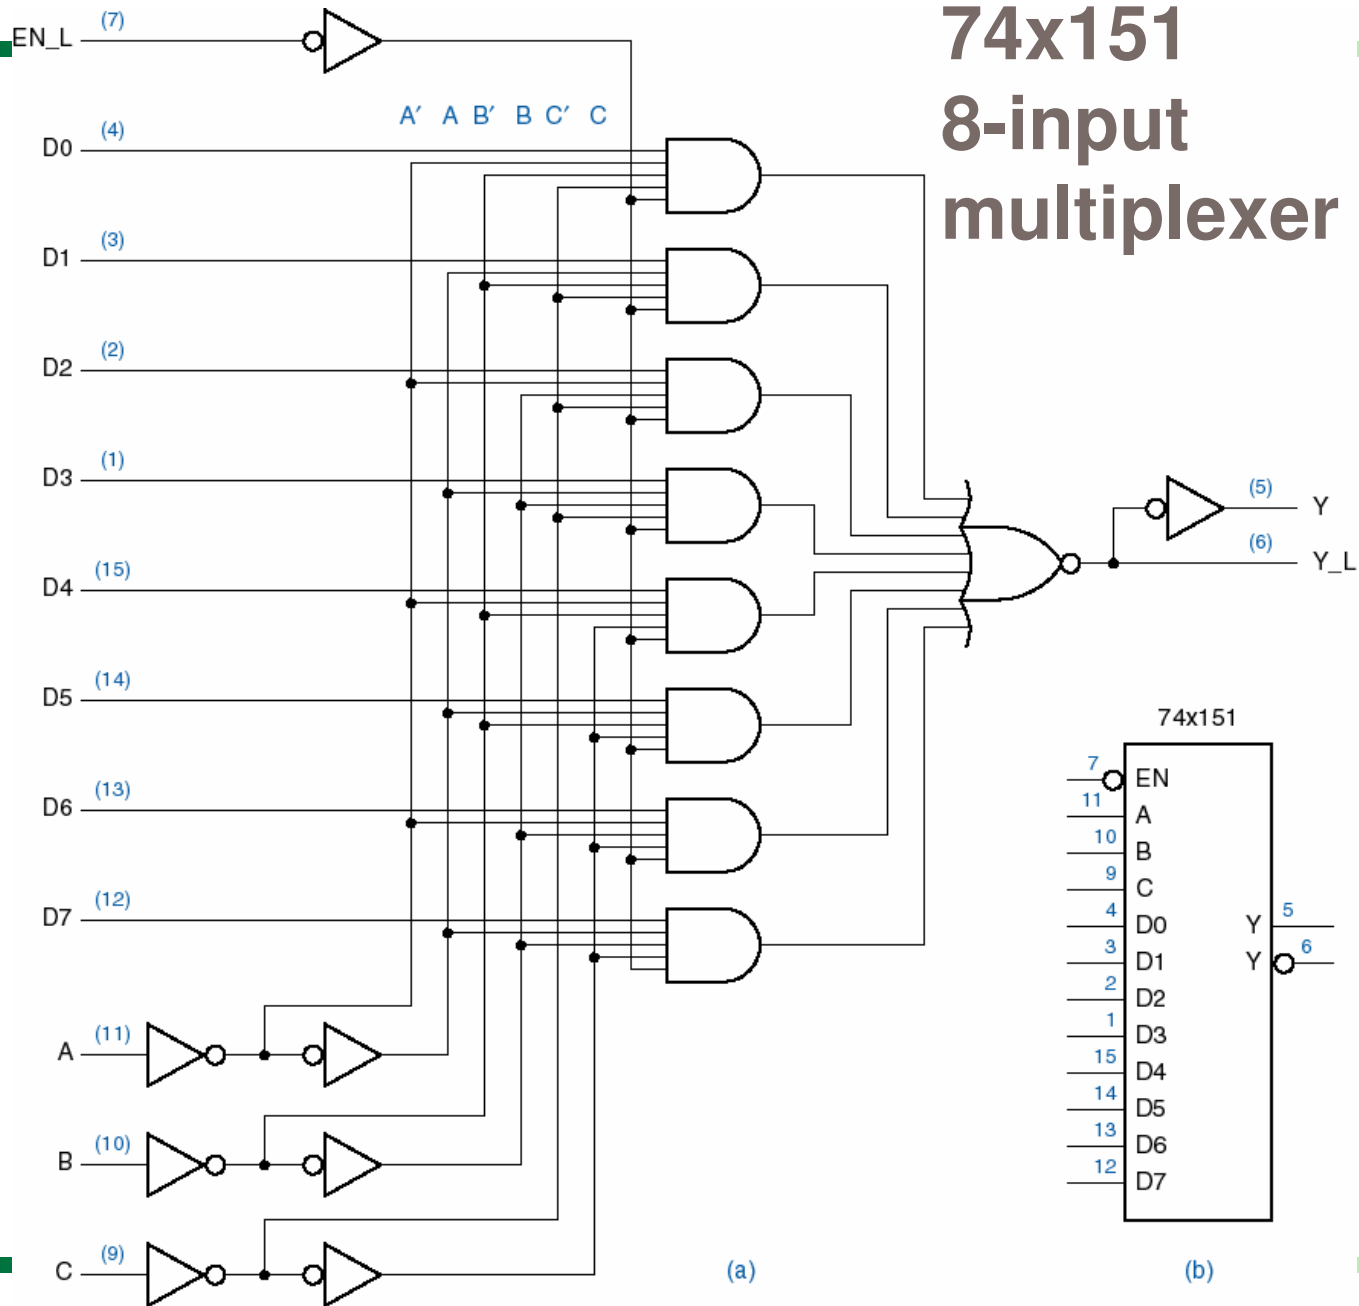 74x151
8-input
multiplexer
EN_L (7)
A′ A B′ B C′ C
D0 (4)
D1 (3)
D2 (2)
D3 (1)
D4 (15)
D5 (14)
D6 (13)
D7 (12)
A (11)
B (10)
C (9)
(5) Y
(6) Y_L
(a)
74x151
7 EN
11 A
10 B
9 C
4 D0
3 D1
2 D2
1 D3
15 D4
14 D5
13 D6
12 D7
Y 5
Y 6
(b)